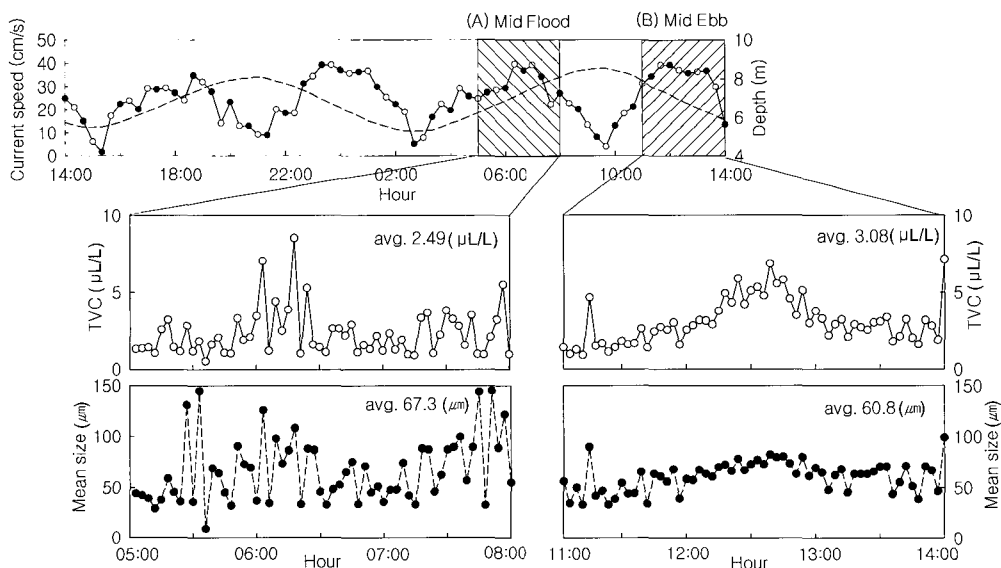 (A) Mid Flood
(B) Mid Ebb
Current speed (cm/s)
50
40
30
20
10
0
10
8
6
4
Depth (m)
14:00
18:00
22:00
02:00
06:00
10:00
14:00
Hour
TVC ( µL/L)
10
5
0
avg. 2.49 ( µL/L)
avg. 3.08 ( µL/L)
10
5
0
TVC ( µL/L)
Mean size (㎛)
150
100
50
0
avg. 67.3 (㎛)
avg. 60.8 (㎛)
150
100
50
0
Mean size (㎛)
05:00
06:00
07:00
08:00
Hour
11:00
12:00
13:00
14:00
Hour